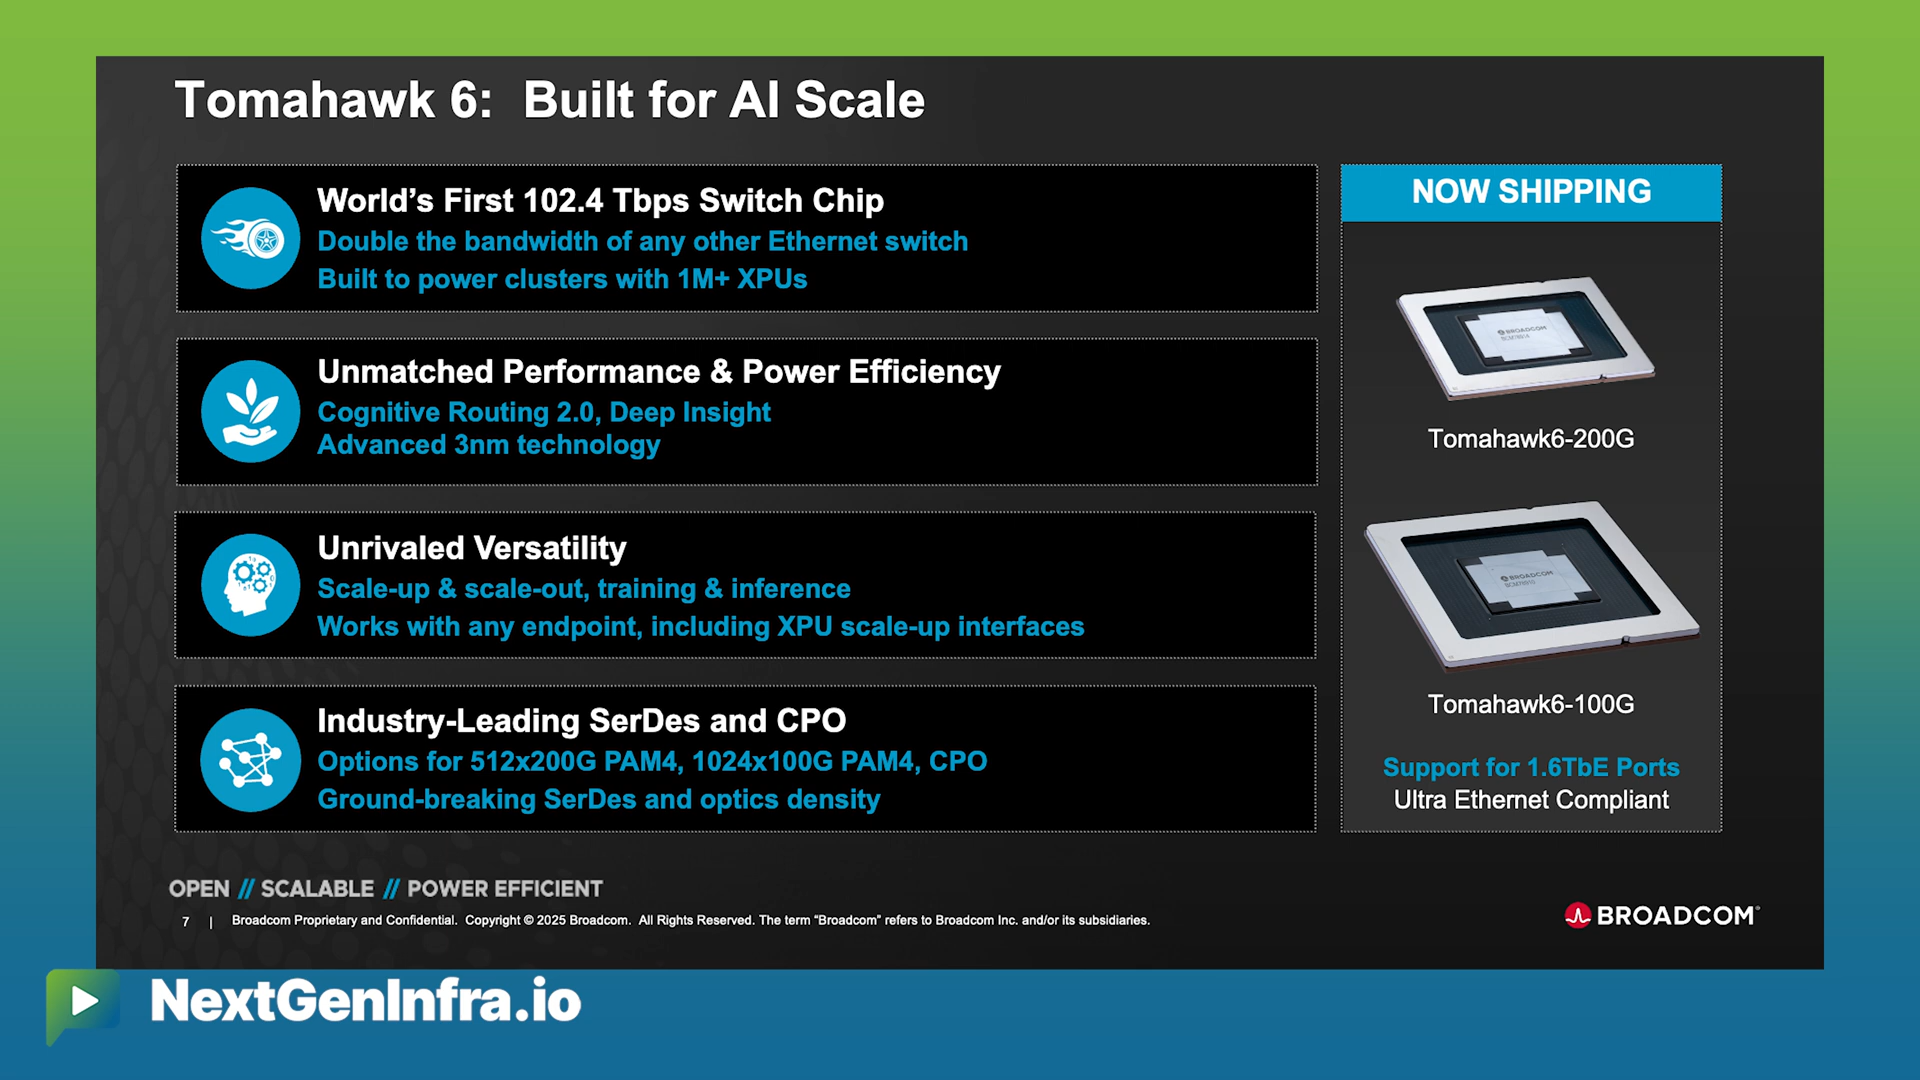 Tomahawk 6: Built for AI Scale
World's First 102.4 Tbps Switch Chip
Double the bandwidth of any other Ethernet switch
Built to power clusters with 1M+ XPUs
Unmatched Performance & Power Efficiency
Cognitive Routing 2.0, Deep Insight
Advanced 3nm technology
Unrivaled Versatility
Scale-up & scale-out, training & inference
Works with any endpoint, including XPU scale-up interfaces
Industry-Leading SerDes and CPO
Options for 512x200G PAM4, 1024x100G PAM4, CPO
Ground-breaking SerDes and optics density
NOW SHIPPING
BROADCOM
Tomahawk6-200G
BROADCOM
Tomahawk6-100G
Support for 1.6TbE Ports
Ultra Ethernet Compliant
OPEN // SCALABLE // POWER EFFICIENT
7 | Broadcom Proprietary and Confidential. Copyright © 2025 Broadcom. All Rights Reserved. The term “Broadcom” refers to Broadcom Inc. and/or its subsidiaries.
BROADCOM
NextGenInfra.io